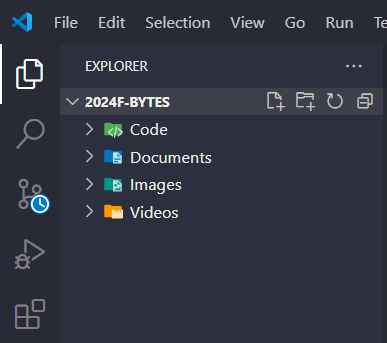 File Edit Selection View Go Run
EXPLORER
2024F-BYTES
Code
Documents
Images
Videos